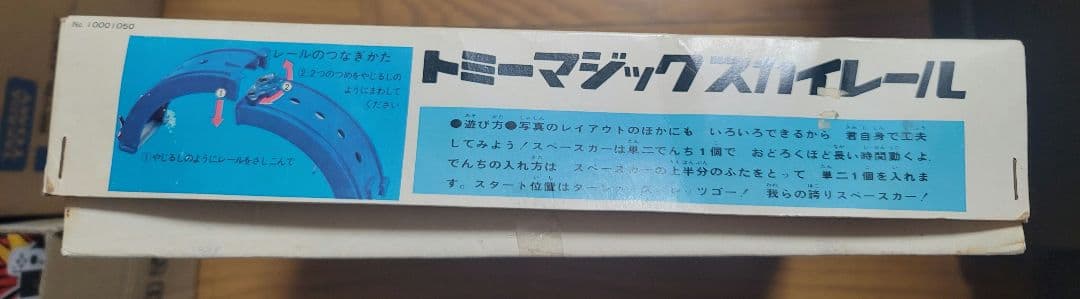 No. 10001050
レールのつなぎかた
②2つのつめをやじるしの
ようにまわして
ください
①
②
①やじるしのようにレールをさしこんで
トミーマジックスカイレール
●遊び方●写真のレイアウトのほかにも いろいろできるから 君自身で工夫
してみよう！スペースカーは単二でんち1個で おどろくほど長い時間動くよ．
でんちの入れ方は スペースカーの上半分のふたをとって 単二1個を入れま
す。スタート位置は レッツゴー！ 我らの誇りスペースカー！